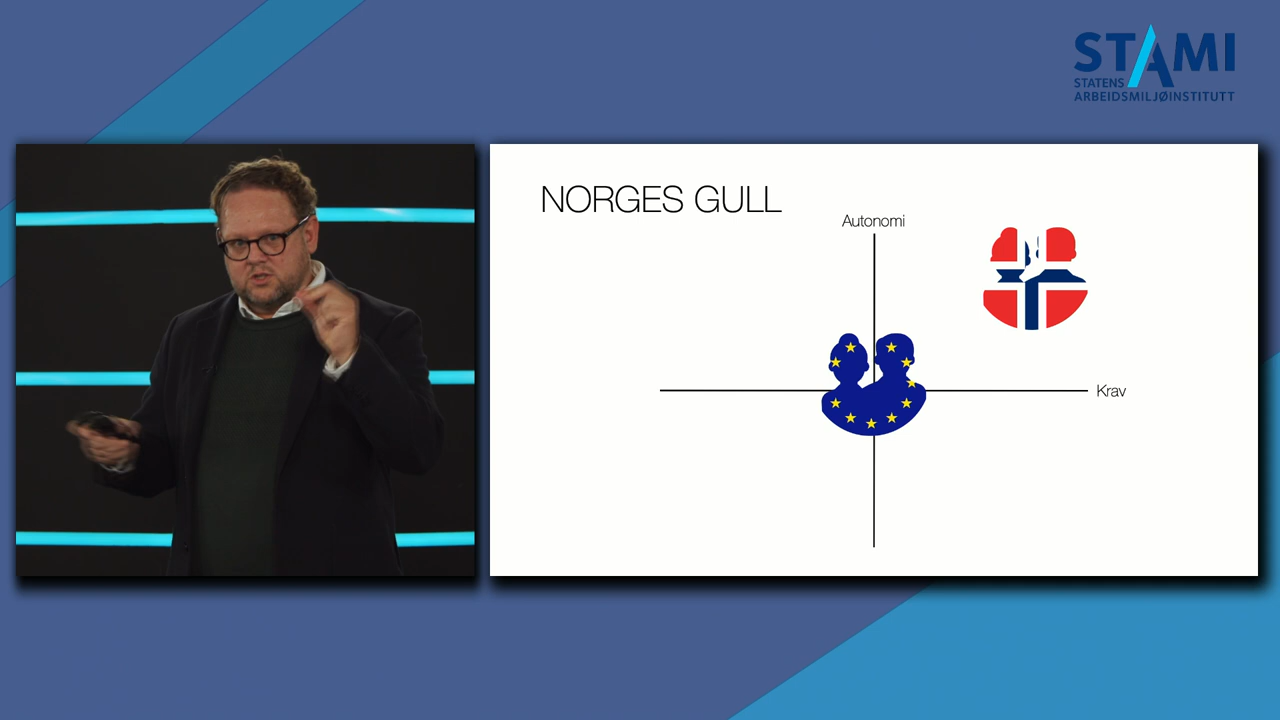 STAMI
STATENS
ARBEIDSMILJØINSTITUTT
NORGES GULL
Autonomi
Krav